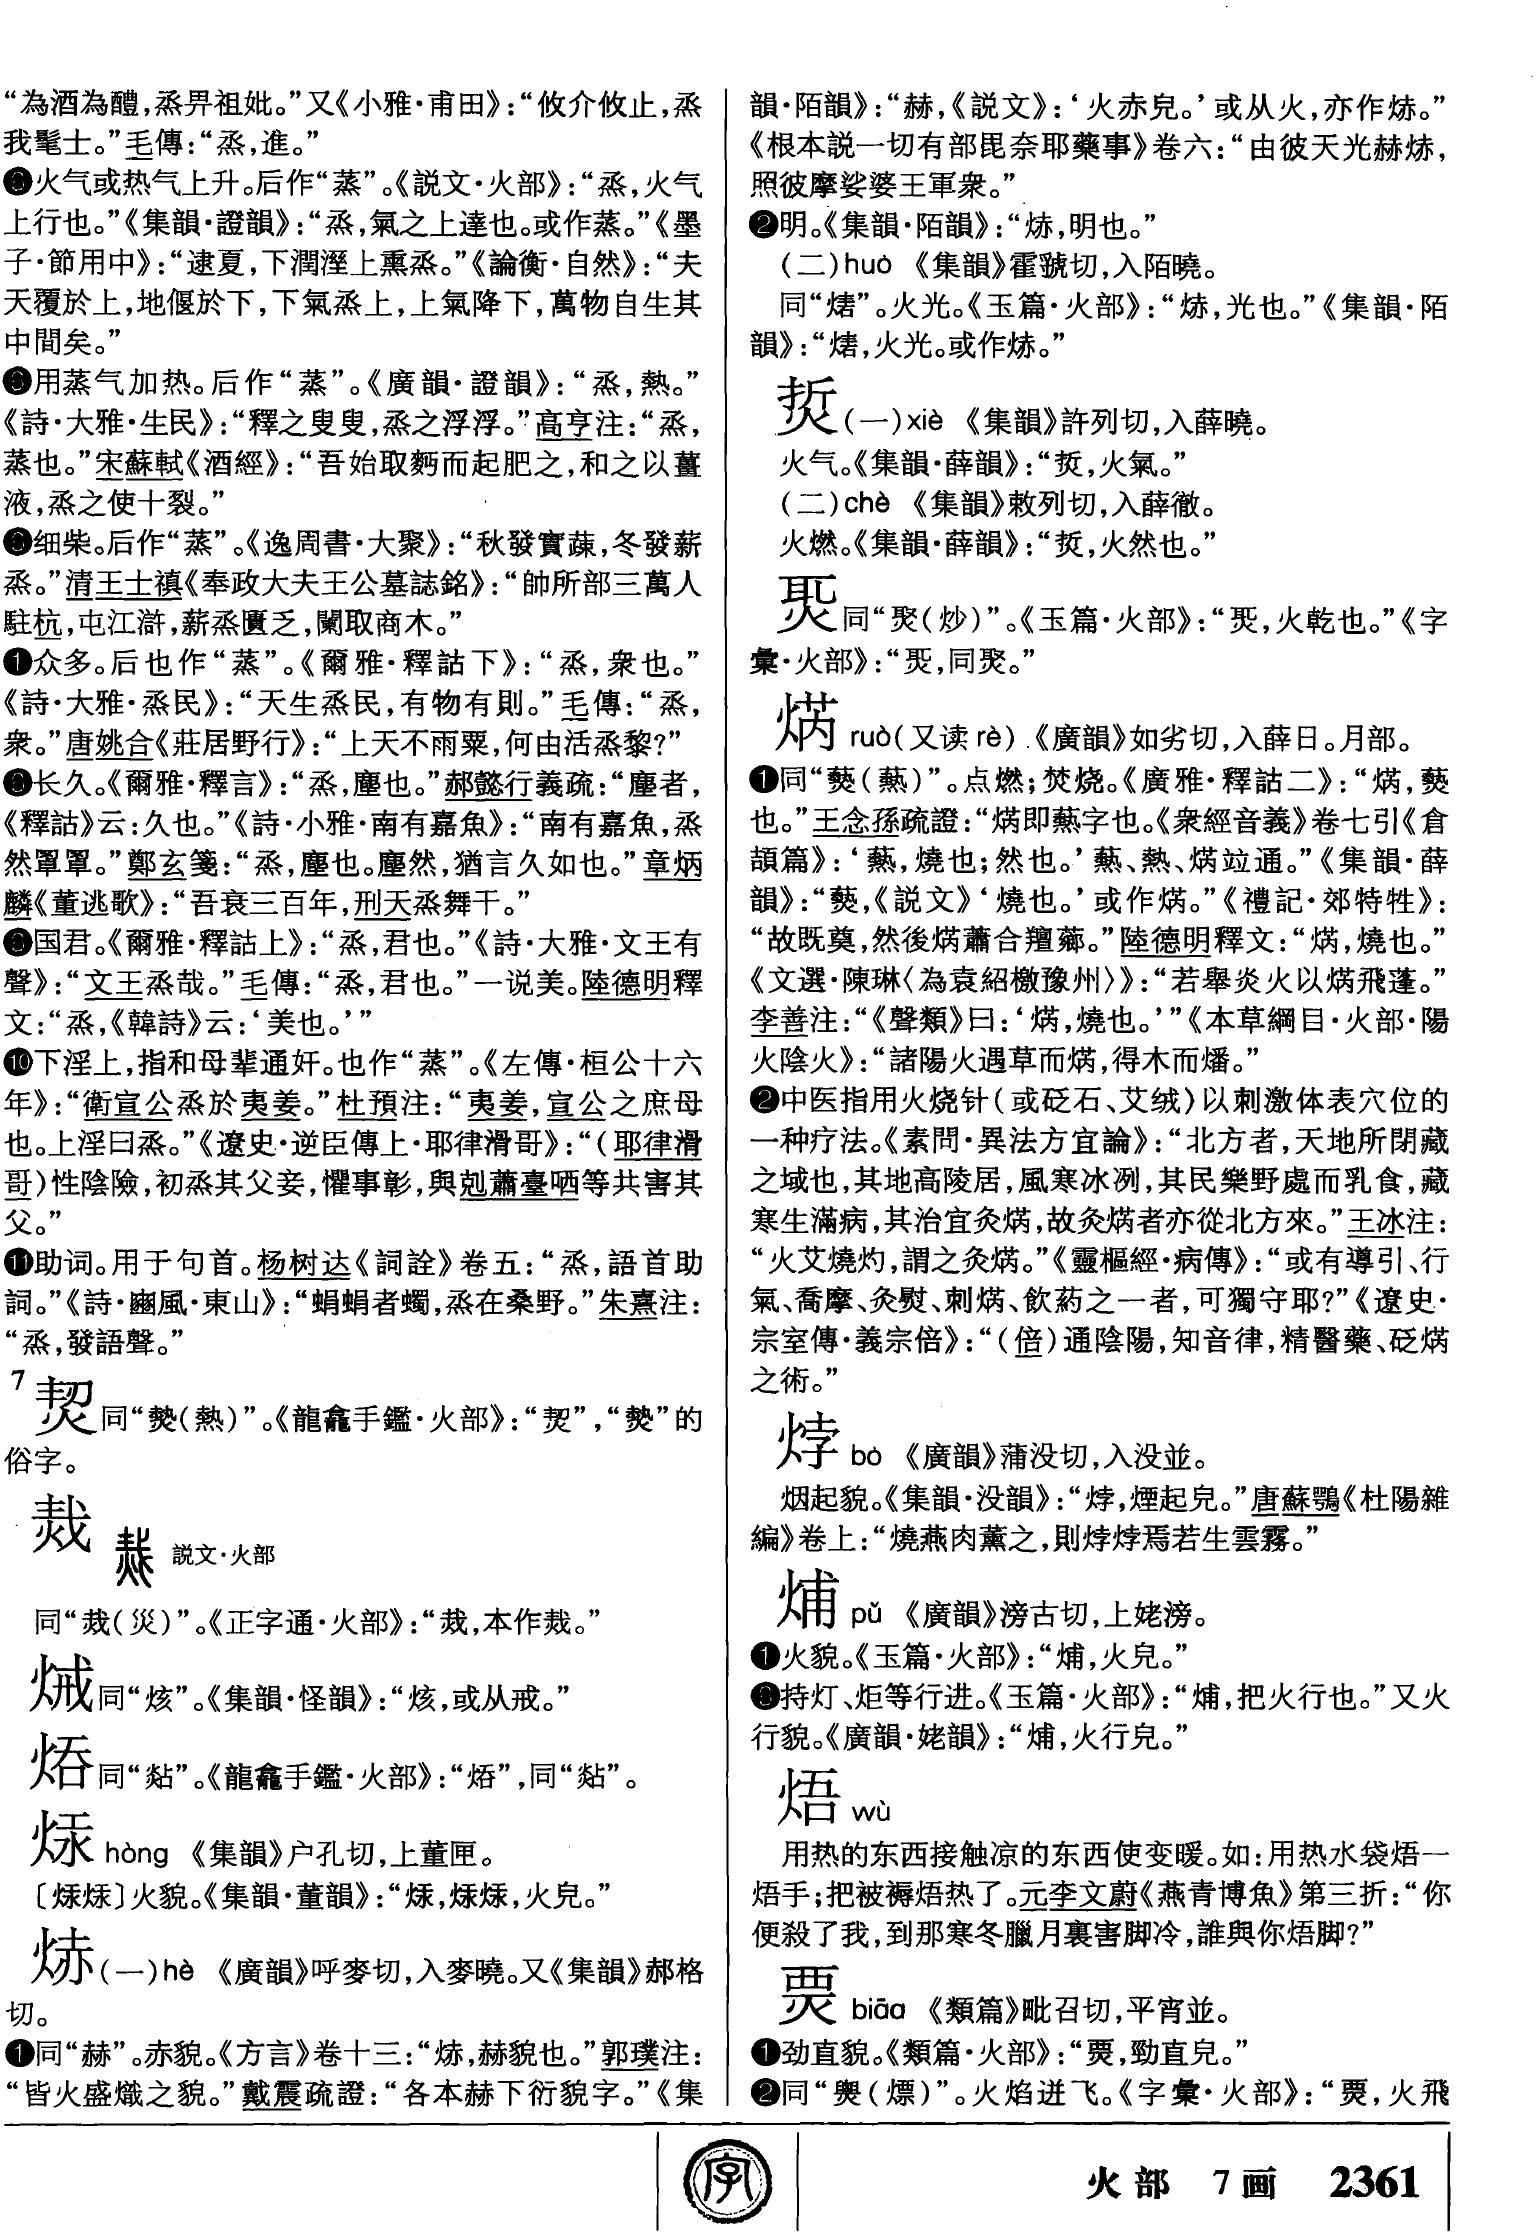 “為酒為醴，烝畀祖妣。”又《小雅·甫田》：“攸介攸止，烝
我髦士。”毛傳：“烝，進。”
❸火气或热气上升。后作“蒸”。《説文·火部》：“烝，火气
上行也。”《集韻·證韻》：“烝，氣之上達也。或作蒸。”《墨
子·節用中》：“逮夏，下潤溼上熏烝。”《論衡·自然》：“夫
天覆於上，地偃於下，下氣烝上，上氣降下，萬物自生其
中間矣。”
❸用蒸气加热。后作“蒸”。《廣韻·證韻》：“烝，熱。”
《詩·大雅·生民》：“釋之叟叟，烝之浮浮。”高亨注：“烝，
蒸也。”宋蘇軾《酒經》：“吾始取麪而起肥之，和之以薑
液，烝之使十裂。”
❸细柴。后作“蒸”。《逸周書·大聚》：“秋發實蔬，冬發薪
烝。”清王士禛《奉政大夫王公墓誌銘》：“帥所部三萬人
駐杭，屯江滸，薪烝匱乏，闌取商木。”
❶众多。后也作“蒸”。《爾雅·釋詁下》：“烝，衆也。”
《詩·大雅·烝民》：“天生烝民，有物有則。”毛傳：“烝，
衆。”唐姚合《莊居野行》：“上天不雨粟，何由活烝黎？”
❸长久。《爾雅·釋言》：“烝，塵也。”郝懿行義疏：“塵者，
《釋詁》云：久也。”《詩·小雅·南有嘉魚》：“南有嘉魚，烝
然罩罩。”鄭玄箋：“烝，塵也。塵然，猶言久如也。”章炳
麟《董逃歌》：“吾衰三百年，刑天烝舞干。”
❸国君。《爾雅·釋詁上》：“烝，君也。”《詩·大雅·文王有
聲》：“文王烝哉。”毛傳：“烝，君也。”一说美。陸德明釋
文：“烝，《韓詩》云：‘美也。’”
❿下淫上，指和母辈通奸。也作“蒸”。《左傳·桓公十六
年》：“衛宣公烝於夷姜。”杜預注：“夷姜，宣公之庶母
也。上淫曰烝。”《遼史·逆臣傳上·耶律滑哥》：“（耶律滑
哥）性陰險，初烝其父妾，懼事彰，與剋蕭臺哂等共害其
父。”
⓫助词。用于句首。杨树达《詞詮》卷五：“烝，語首助
詞。”《詩·豳風·東山》：“蜎蜎者蠋，烝在桑野。”朱熹注：
“烝，發語聲。”
7
同“㷶（熱）”。《龍龕手鑑·火部》：
俗字。
烖 説文·火部
同“烖（災）”。《正字通·火部》：“烖，本作𢦏。”
烕同“炫”。《集韻·怪韻》：“炫，或从戒。”
同“㸃”。《龍龕手鑑·火部》：
hòng 《集韻》户孔切，上董匣。
火貌。《集韻·董韻》：
焃（一）hè 《廣韻》呼麥切，入麥曉。又《集韻》郝格
切。
❶同“赫”。赤貌。《方言》卷十三：“焃，赫貌也。”郭璞注：
“皆火盛熾之貌。”戴震疏證：“各本赫下衍貌字。”《集
韻·陌韻》：“赫，《説文》：‘火赤皃。’或从火，亦作焃。”
《根本説一切有部毘奈耶藥事》卷六：“由彼天光赫焃，
照彼摩娑婆王軍衆。”
❷明。《集韻·陌韻》：“焃，明也。”
（二）huò 《集韻》霍虢切，入陌曉。
同“㷇”。火光。《玉篇·火部》：“焃，光也。”《集韻·陌
韻》：“㷇，火光。或作焃。”
焎（一）xiè 《集韻》許列切，入薛曉。
火气。《集韻·薛韻》：“焎，火氣。”
（二）chè 《集韻》敕列切，入薛徹。
火燃。《集韻·薛韻》：“焎，火然也。”
同“㷅（炒）”。《玉篇·火部》：“火乾也。”《字
彙·火部》：
焫 ruò（又读rè）．《廣韻》如劣切，入薛日。月部。
❶同“爇（爇）”。点燃；焚烧。《廣雅·釋詁二》：“焫，爇
也。”王念孫疏證：“焫即爇字也。《衆經音義》卷七引《倉
頡篇》：‘爇，燒也；然也。’爇、熱、焫竝通。”《集韻·薛
韻》：“爇，《説文》‘燒也。’或作焫。”《禮記·郊特牲》：
“故既奠，然後焫蕭合羶薌。”陸德明釋文：“焫，燒也。”
《文選·陳琳〈為袁紹檄豫州〉》：“若舉炎火以焫飛蓬。”
李善注：“《聲類》曰：‘焫，燒也。’”《本草綱目·火部·陽
火陰火》：“諸陽火遇草而焫，得木而燔。”
❷中医指用火烧针（或砭石、艾绒）以刺激体表穴位的
一种疗法。《素問·異法方宜論》：“北方者，天地所閉藏
之域也，其地高陵居，風寒冰冽，其民樂野處而乳食，藏
寒生滿病，其治宜灸焫，故灸焫者亦從北方來。”王冰注：
“火艾燒灼，謂之灸焫。”《靈樞經·病傳》：“或有導引、行
氣、喬摩、灸熨、刺焫、飲葯之一者，可獨守耶？”《遼史·
宗室傳·義宗倍》：“（倍）通陰陽，知音律，精醫藥、砭焫
之術。”
㶿 bó 《廣韻》蒲没切，入没並。
烟起貌。《集韻·没韻》：“㶿，煙起皃。”唐蘇鶚《杜陽雜
編》卷上：“燒燕肉薰之，則㶿㶿焉若生雲霧。”
烳 pǔ 《廣韻》滂古切，上姥滂。
❶火貌。《玉篇·火部》：“烳，火皃。”
❸持灯、炬等行进。《玉篇·火部》：“烳，把火行也。”又火
行貌。《廣韻·姥韻》：“烳，火行皃。”
焐 wù
用热的东西接触凉的东西使变暖。如：用热水袋焐一
焐手；把被褥焐热了。元李文蔚《燕青博魚》第三折：“你
便殺了我，到那寒冬臘月裏害脚冷，誰與你焐脚？”
覂 biāo 《類篇》毗召切，平宵並。
❶劲直貌。《類篇·火部》：“勁直皃。”
❷同“㷠（熛）”。火焰迸飞。《字彙·火部》：“火飛
火部 7画 2361
字